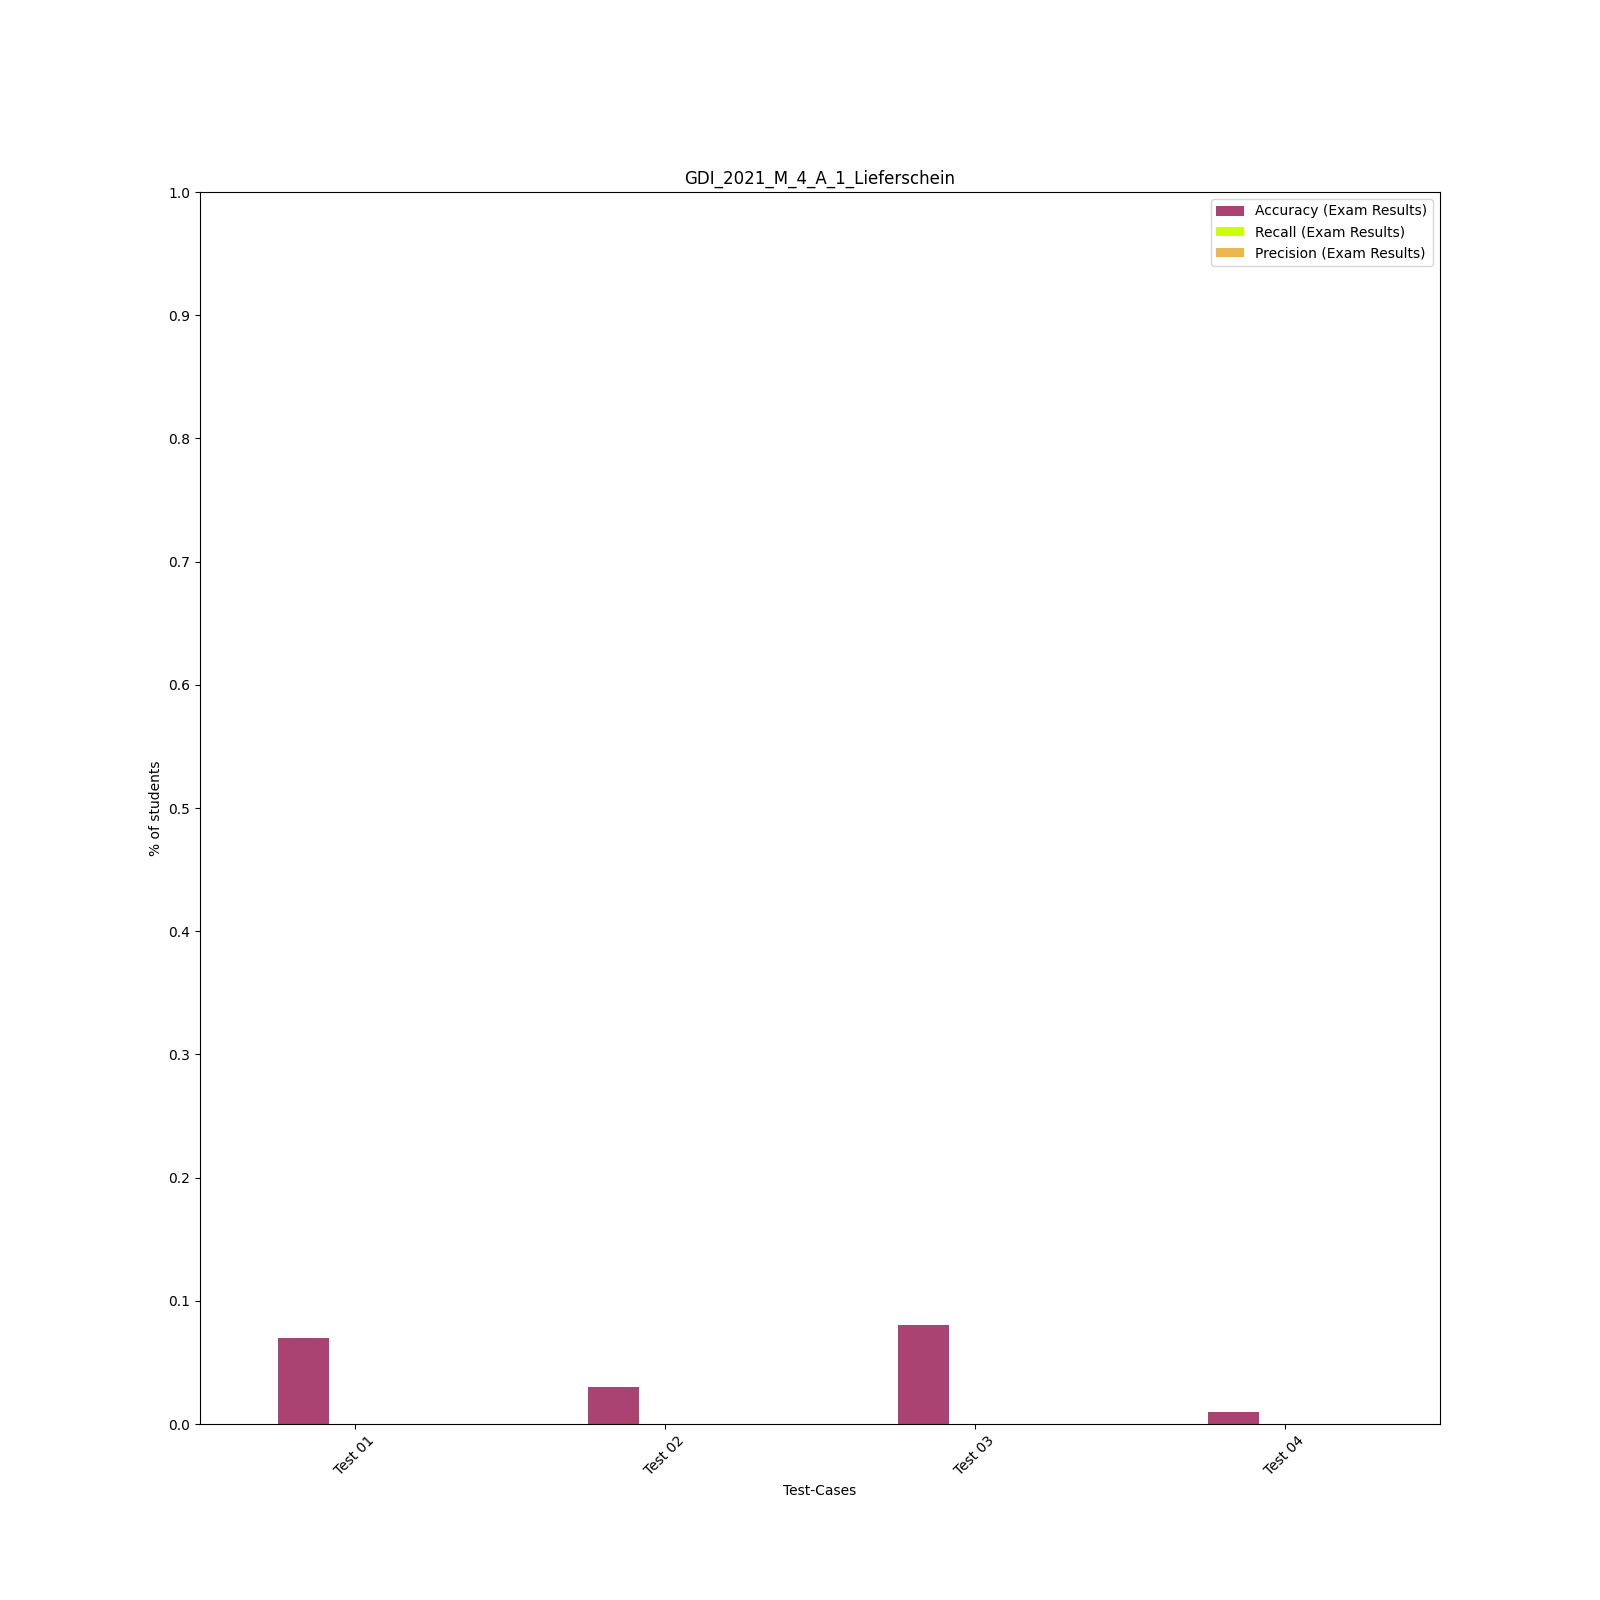 GDI_2021_M_4_A_1_Lieferschein
Accuracy (Exam Results)
Recall (Exam Results)
Precision (Exam Results)
% of students
1.0
0.9
0.8
0.7
0.6
0.5
0.4
0.3
0.2
0.1
0.0
Test 01
Test 02
Test 03
Test 04
Test-Cases